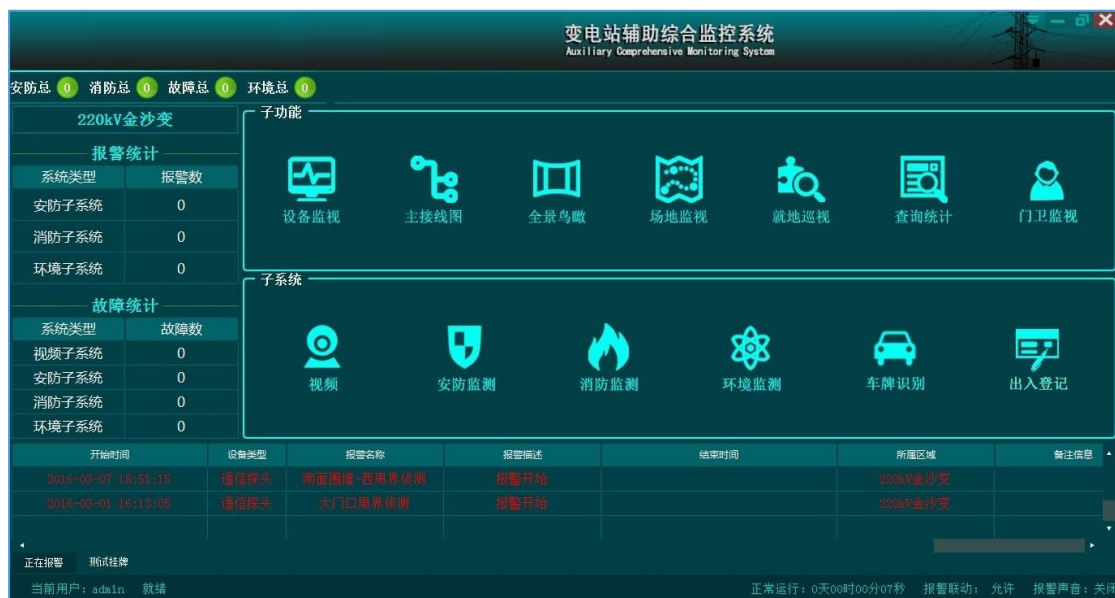 变电站辅助综合监控系统
Auxiliary Comprehensive Monitoring System
安防总 0 消防总 0 故障总 0 环境总 0
220kV金沙变
报警统计
系统类型 报警数
安防子系统 0
消防子系统 0
环境子系统 0
故障统计
系统类型 故障数
视频子系统 0
安防子系统 0
消防子系统 0
环境子系统 0
子功能
设备监视 主接线图 全景鸟瞰 场地监视 就地巡视 查询统计 门卫监视
子系统
视频 安防监测 消防监测 环境监测 车牌识别 出入登记
开始时间 设备类型 报警名称 报警描述 结束时间 所属区域 备注信息
2016-03-07 18:51:15 遥信探头 南面围墙-西周界侦测 报警开始 220kV金沙变
2016-03-01 16:13:05 遥信探头 大门口周界侦测 报警开始 220kV金沙变
正在报警 测试挂牌
当前用户：admin 就绪 正常运行：0天00时00分07秒 报警联动： 允许 报警声音：关闭